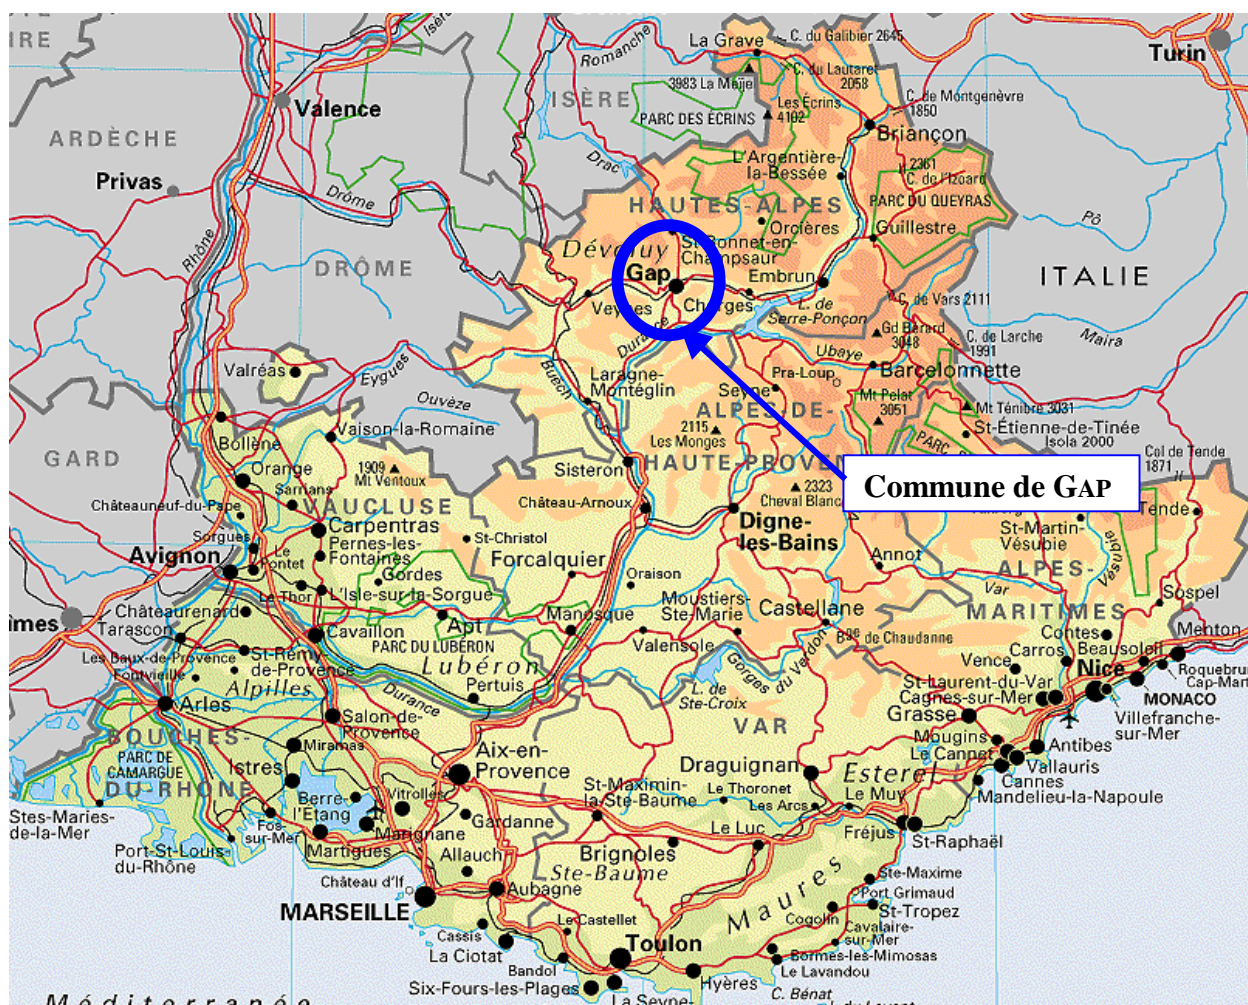 La Grave
C. du Galibier 2645
Turin
Romanche
Isère
C. du Lautaret
2058
3983 La Meije
Les Écrins
4102
ISÈRE
PARC DES ÉCRINS
C. de Montgenèvre
1850
Valence
Briançon
ARDÈCHE
Drac
L'Argentière-
la-Bessée
2361
C. de l'Izoard
Privas
PARC DU QUEYRAS
Drôme
HAUTES-ALPES
Orcières
Guillestre
Pô
Rhône
Dévoluy
St-Bonnet-en-
Champsaur
DRÔME
Gap
Embrun
ITALIE
Veynes
Chorges
L. de
Serre-Ponçon
C. de Vars 2111
Durance
Gd Bérard
3048
C. de Larche
1991
Maira
Ubaye
Valréas
Eygues
Buech
Laragne-
Montéglin
Pra-Loup
Barcelonnette
Seyne
Mt Pelat
3051
Ouvèze
ALPES-DE-
HAUTE-PROVEN
Mt Ténibre 3031
Bollène
Vaison-la-Romaine
2115
Les Monges
St-Étienne-de-Tinée
Isola 2000
PARC
GARD
Orange
1909
Mt Ventoux
Sisteron
Col de Tende
1871
2323
Cheval Blanc
Commune de GAP
Châteauneuf-du-Pape
Sarrians
VAUCLUSE
Château-Arnoux
Tende
Sorgues
Carpentras
Pernes-les-
Fontaines
St-Christol
Digne-
les-Bains
St-Martin-
Vésubie
Avignon
Le
Pontet
Forcalquier
Annot
ALPES-
MARITIMES
Vésubie
Gordes
Oraison
Var
Le Thor
L'Isle-sur-la-Sorgue
Moustiers-
Ste-Marie
Castellane
Sospel
îmes
Châteaurenard
Manosque
Tarascon
Cavaillon
Apt
PARC DU LUBÉRON
Valensole
Bge de Chaudanne
Contes
Menton
Les Baux-de-Provence
St-Rémy-
de-Provence
Lubéron
Gorges du Verdon
Carros
Beausoleil
Fontvieille
Alpilles
Pertuis
L. de
Ste-Croix
Vence
Nice
Roquebrun
Cap-Mart
Arles
Durance
St-Laurent-du-Var
Cagnes-sur-Mer
MONACO
Salon-de-
Provence
VAR
Grasse
Villefranche-
sur-Mer
BOUCHES-
DU-RHÔNE
Miramas
Aix-en-
Provence
Mougins
Le Cannet
Antibes
PARC DE
CAMARGUE
Istres
Draguignan
Esterel
Vallauris
Cannes
Mandelieu-la-Napoule
Berre-
l'Étang
Vitrolles
St-Maximin-
la-Ste-Baume
Le Thoronet
Les Arcs
Le Muy
Stes-Maries-
de-la-Mer
Fos-
sur-Mer
Marignane
Gardanne
Le Luc
Fréjus
St-Raphaël
Port-St-Louis-
du-Rhône
Martigues
Allauch
Brignoles
Ste-Baume
Maures
Ste-Maxime
Château d'If
Aubagne
Port Grimaud
MARSEILLE
Cogolin
St-Tropez
Le Castellet
Cavalaire-
sur-Mer
Cassis
La Ciotat
Toulon
Bormes-les-Mimosas
Le Lavandou
Bandol
Hyères
Six-Fours-les-Plages
La Seyne-
C. Bénat
Méditerranée